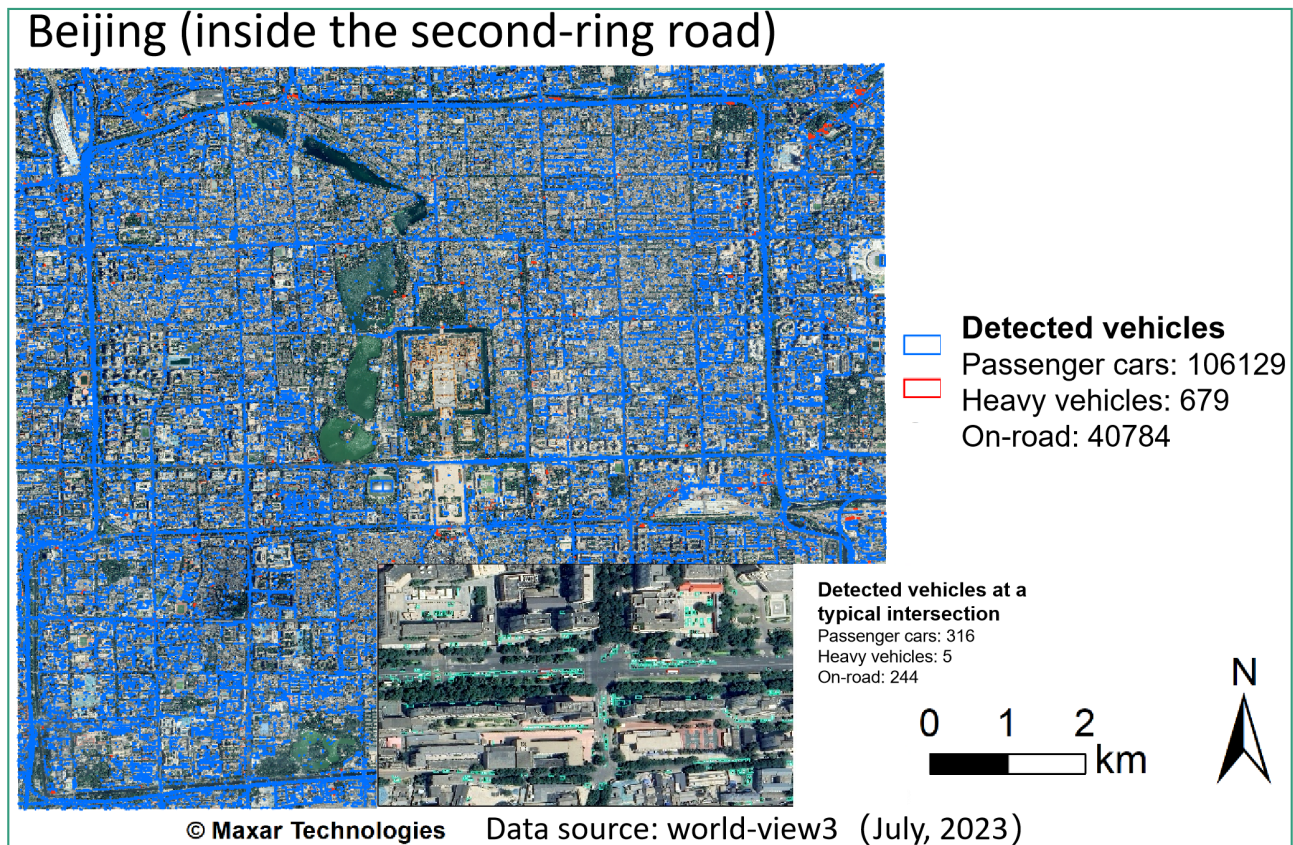 Beijing (inside the second-ring road)
Detected vehicles
Passenger cars: 106129
Heavy vehicles: 679
On-road: 40784
Detected vehicles at a
typical intersection
Passenger cars: 316
Heavy vehicles: 5
On-road: 244
N
0 1 2
km
© Maxar Technologies
Data source: world-view3（July, 2023）